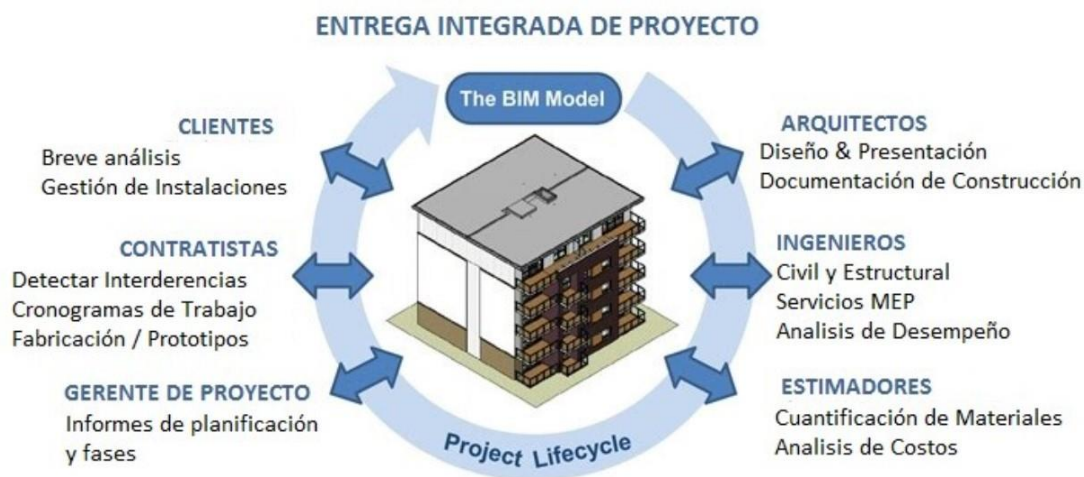 ENTREGA INTEGRADA DE PROYECTO
The BIM Model
CLIENTES
Breve análisis
Gestión de Instalaciones
CONTRATISTAS
Detectar Interderencias
Cronogramas de Trabajo
Fabricación / Prototipos
GERENTE DE PROYECTO
Informes de planificación
y fases
ARQUITECTOS
Diseño & Presentación
Documentación de Construcción
INGENIEROS
Civil y Estructural
Servicios MEP
Analisis de Desempeño
ESTIMADORES
Cuantificación de Materiales
Analisis de Costos
Project Lifecycle